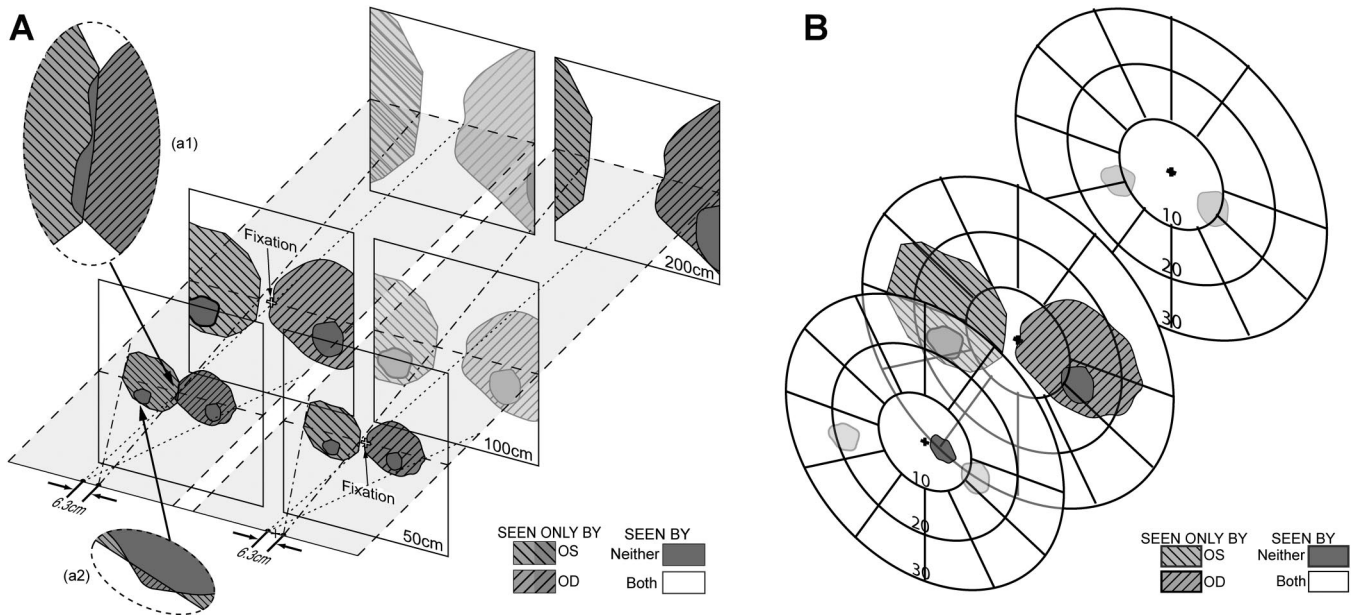 A
(a1)
Fixation
200cm
100cm
Fixation
50cm
6.3cm
6.3cm
(a2)
SEEN ONLY BY
OS
OD
SEEN BY
Neither
Both
B
10
20
30
10
20
30
SEEN ONLY BY
OS
OD
SEEN BY
Neither
Both